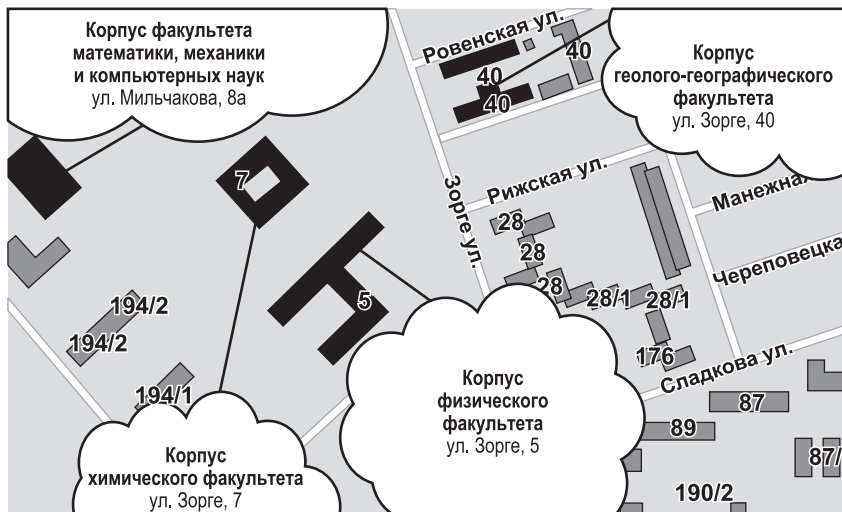 Корпус факультета
математики, механики
и компьютерных наук
ул. Мильчакова, 8а
Ровенская ул.
40
40
40
Корпус
геолого-географического
факультета
ул. Зорге, 40
7
Зорге ул.
Рижская ул.
Манежная
Череповецка
28
28
28
28/1
28/1
5
194/2
194/2
176
Сладкова ул.
194/1
87
89
87/
190/2
Корпус
физического
факультета
ул. Зорге, 5
Корпус
химического факультета
ул. Зорге, 7